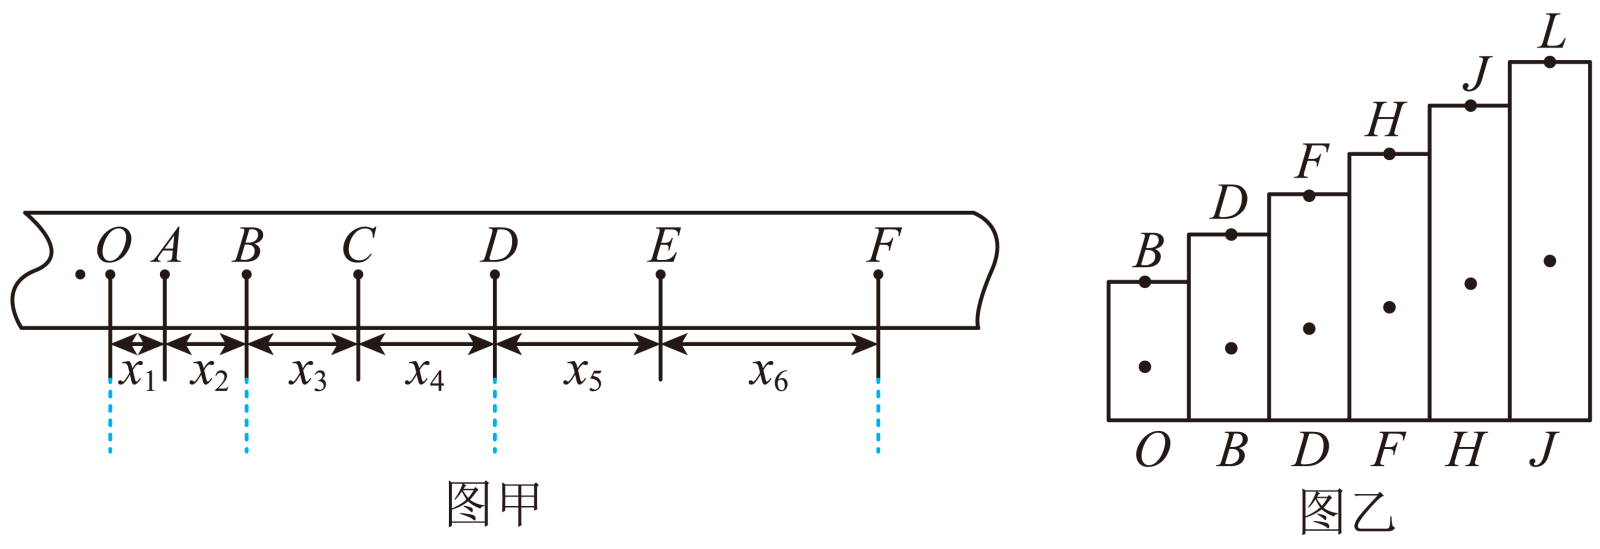 O A B C D E F
x1 x2 x3 x4 x5 x6
图甲
B D F H J L
O B D F H J
图乙